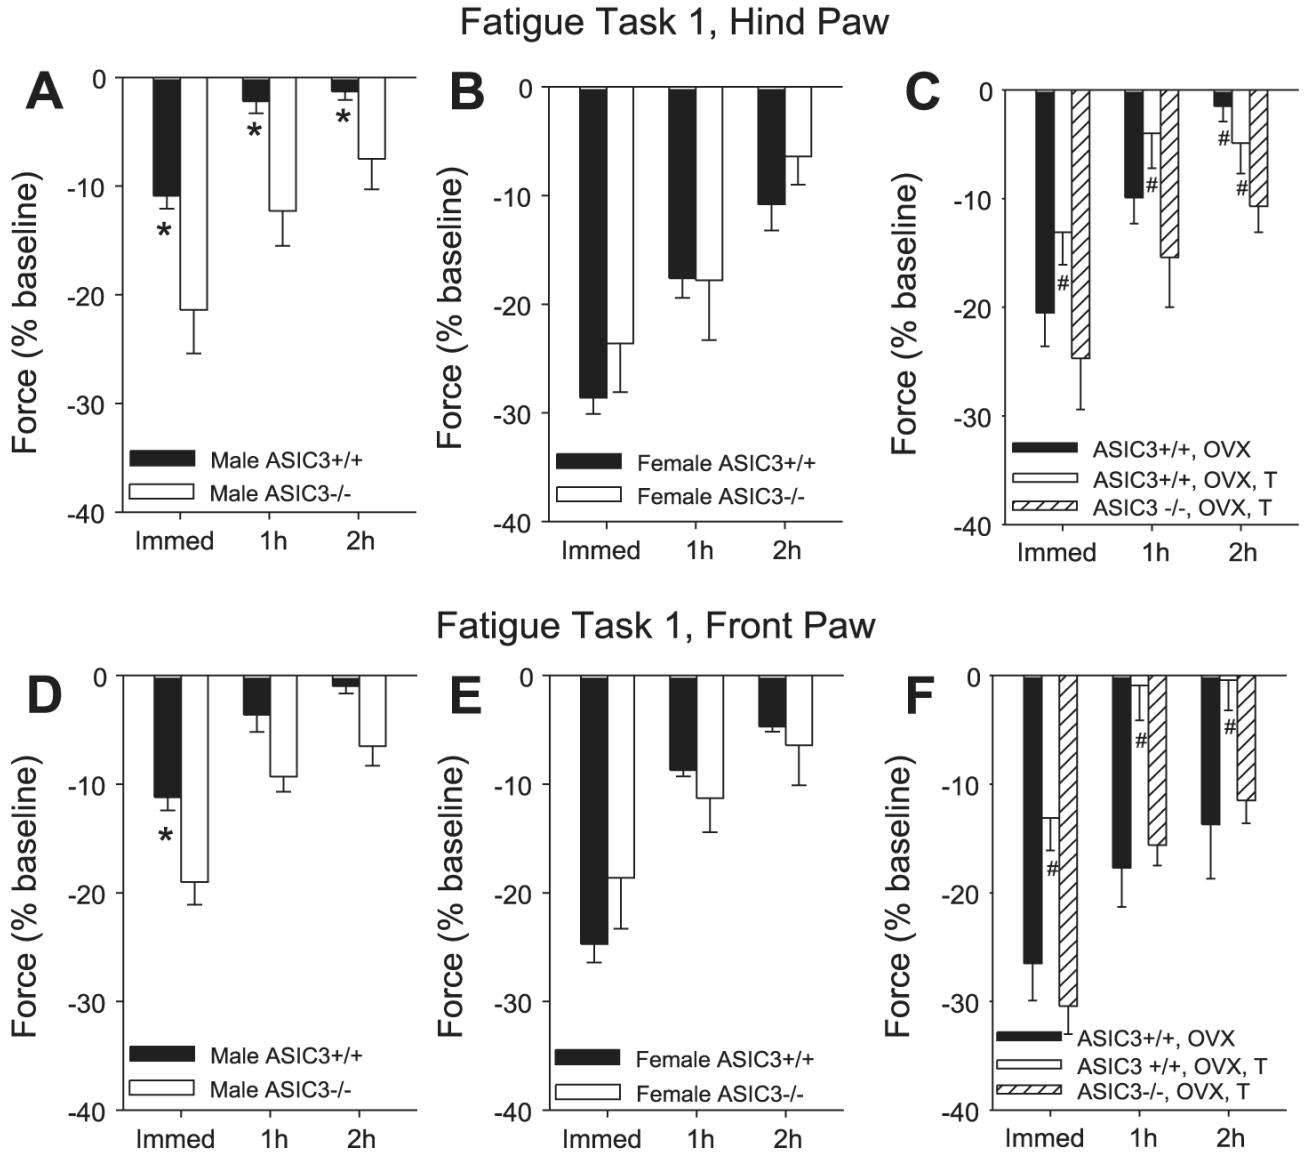 Fatigue Task 1, Hind Paw
A
0
-10
-20
-30
-40
Force (% baseline)
*
*
*
Male ASIC3+/+
Male ASIC3-/-
Immed 1h 2h
B
0
-10
-20
-30
-40
Force (% baseline)
Female ASIC3+/+
Female ASIC3-/-
Immed 1h 2h
C
0
-10
-20
-30
-40
Force (% baseline)
#
#
#
#
ASIC3+/+, OVX
ASIC3+/+, OVX, T
ASIC3 -/-, OVX, T
Immed 1h 2h
Fatigue Task 1, Front Paw
D
0
-10
-20
-30
-40
Force (% baseline)
*
Male ASIC3+/+
Male ASIC3-/-
Immed 1h 2h
E
0
-10
-20
-30
-40
Force (% baseline)
Female ASIC3+/+
Female ASIC3-/-
Immed 1h 2h
F
0
-10
-20
-30
-40
Force (% baseline)
#
#
#
ASIC3+/+, OVX
ASIC3 +/+, OVX, T
ASIC3-/-, OVX, T
Immed 1h 2h